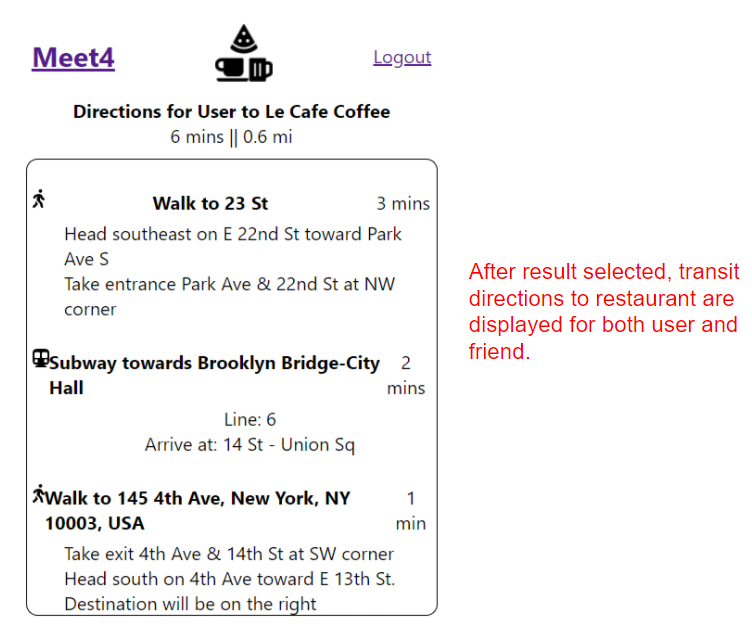 Meet4
Logout
Directions for User to Le Cafe Coffee
6 mins || 0.6 mi
Walk to 23 St 3 mins
Head southeast on E 22nd St toward Park
Ave S
Take entrance Park Ave & 22nd St at NW
corner
Subway towards Brooklyn Bridge-City 2
Hall mins
Line: 6
Arrive at: 14 St - Union Sq
Walk to 145 4th Ave, New York, NY 1
10003, USA min
Take exit 4th Ave & 14th St at SW corner
Head south on 4th Ave toward E 13th St.
Destination will be on the right
After result selected, transit
directions to restaurant are
displayed for both user and
friend.